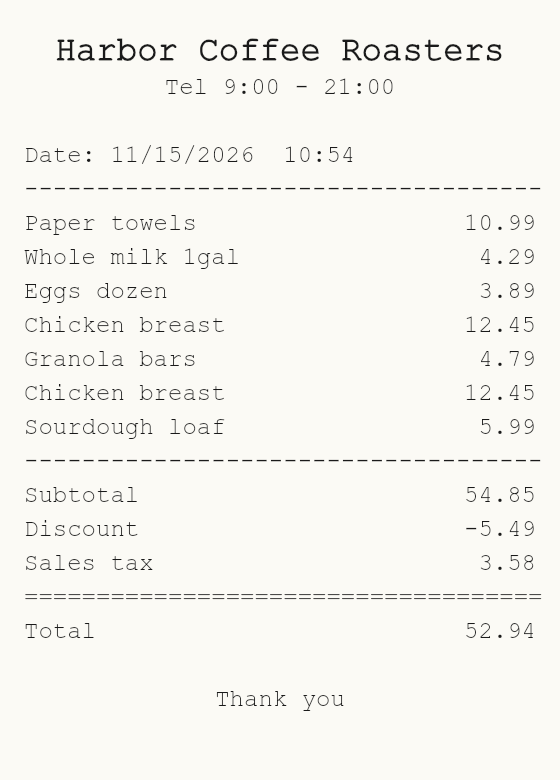 Harbor Coffee Roasters
Tel 9:00 - 21:00
Date: 11/15/2026  10:54
------------------------------------
Paper towels 10.99
Whole milk 1gal 4.29
Eggs dozen 3.89
Chicken breast 12.45
Granola bars 4.79
Chicken breast 12.45
Sourdough loaf 5.99
------------------------------------
Subtotal 54.85
Discount -5.49
Sales tax 3.58
====================================
Total 52.94
Thank you